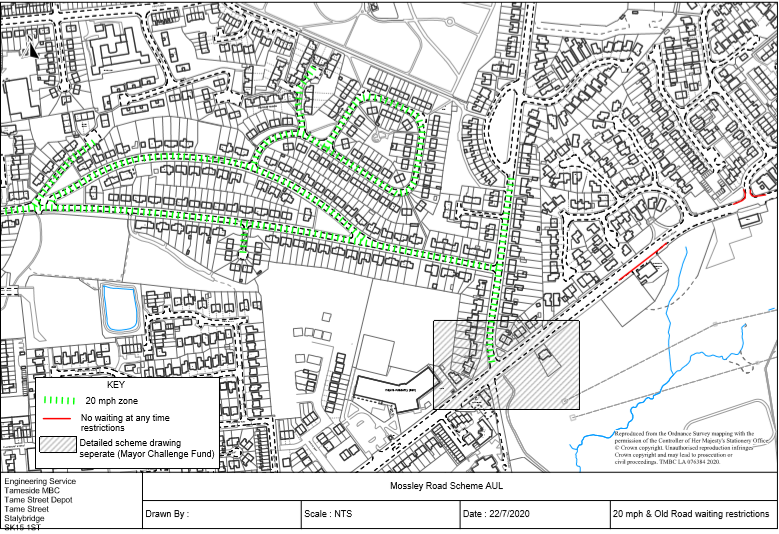 KEY
20 mph zone
No waiting at any time
restrictions
Detailed scheme drawing
seperate (Mayor Challenge Fund)
Reproduced from the Ordnance Survey mapping with the
permission of the Controller of Her Majesty's Stationery Office
© Crown copyright. Unauthorised reproduction infringes
Crown copyright and may lead to prosecution or
civil proceedings. TMBC LA 076384 2020.
Engineering Service
Tameside MBC
Tame Street Depot
Tame Street
Stalybridge
SK15 1ST
Mossley Road Scheme AUL
Drawn By :
Scale : NTS
Date : 22/7/2020
20 mph & Old Road waiting restrictions